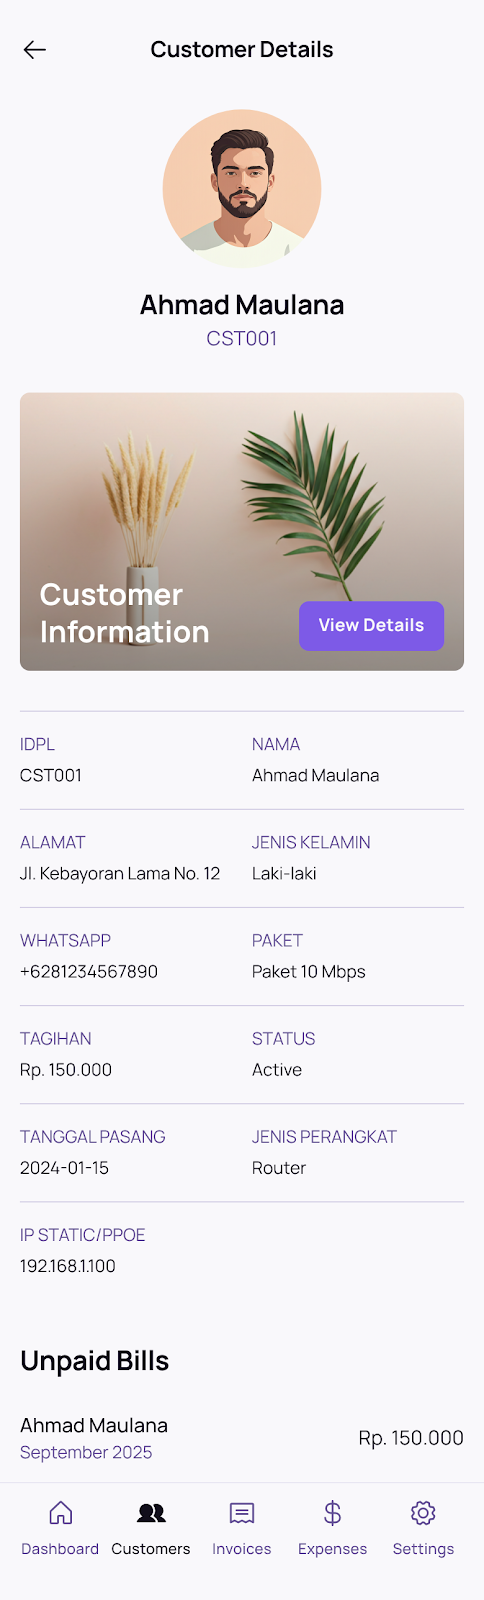 Customer Details
Ahmad Maulana
CST001
Customer
Information
View Details
IDPL
NAMA
CST001
Ahmad Maulana
ALAMAT
JENIS KELAMIN
Jl. Kebayoran Lama No. 12
Laki-laki
WHATSAPP
PAKET
+6281234567890
Paket 10 Mbps
TAGIHAN
STATUS
Rp. 150.000
Active
TANGGAL PASANG
JENIS PERANGKAT
2024-01-15
Router
IP STATIC/PPOE
192.168.1.100
Unpaid Bills
Ahmad Maulana
September 2025
Rp. 150.000
Dashboard
Customers
Invoices
Expenses
Settings